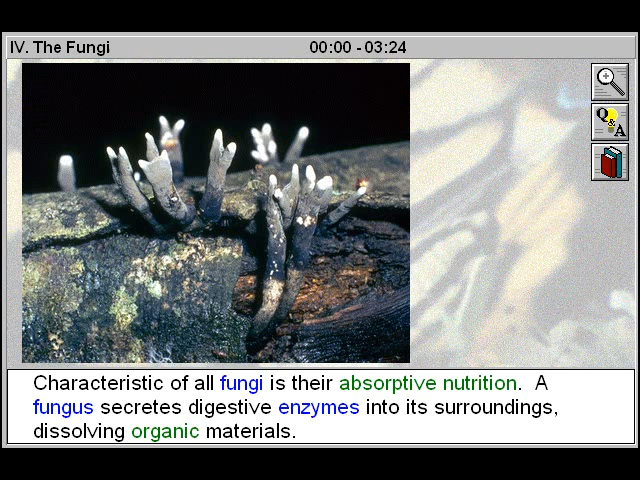 IV. The Fungi 00:00 - 03:24
Q&A
Characteristic of all fungi is their absorptive nutrition. A
fungus secretes digestive enzymes into its surroundings,
dissolving organic materials.